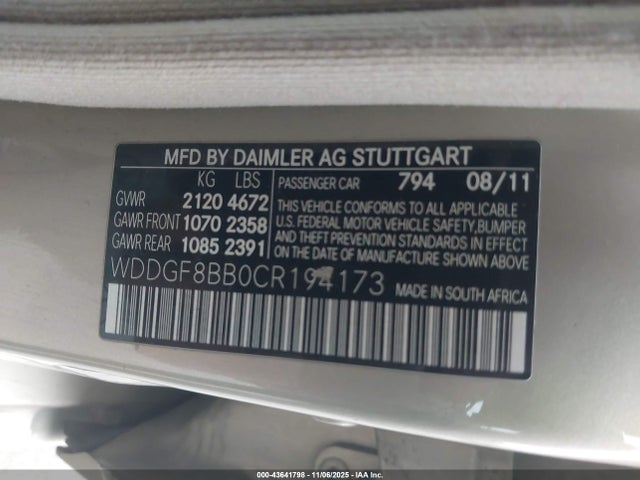 MFD BY DAIMLER AG STUTTGART
KG LBS
GVWR 2120 4672
GAWR FRONT 1070 2358
GAWR REAR 1085 2391
PASSENGER CAR 794 08/11
THIS VEHICLE CONFORMS TO ALL APPLICABLE
U.S. FEDERAL MOTOR VEHICLE SAFETY, BUMPER
AND THEFT PREVENTION STANDARDS IN EFFECT
ON THE DATE OF MANUFACTURE SHOWN ABOVE.
WDDGF8BB0CR194173
MADE IN SOUTH AFRICA
000-43641798 - 11/06/2025 - IAA Inc.